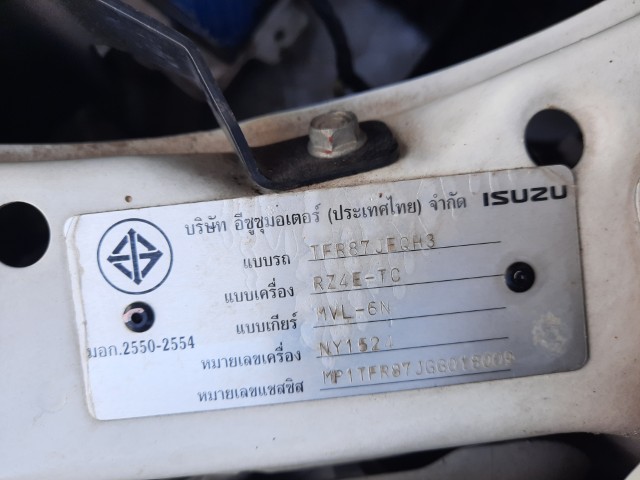 บริษัท อีซูซุมอเตอร์ (ประเทศไทย) จำกัด ISUZU
แบบรถ
แบบเครื่อง RZ4E-TC
แบบเกียร์ MVL-6N
มอก.2550-2554
หมายเลขเครื่อง
หมายเลขแชสซิส